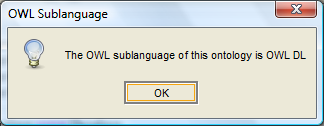 OWL Sublanguage
The OWL sublanguage of this ontology is OWL DL
OK